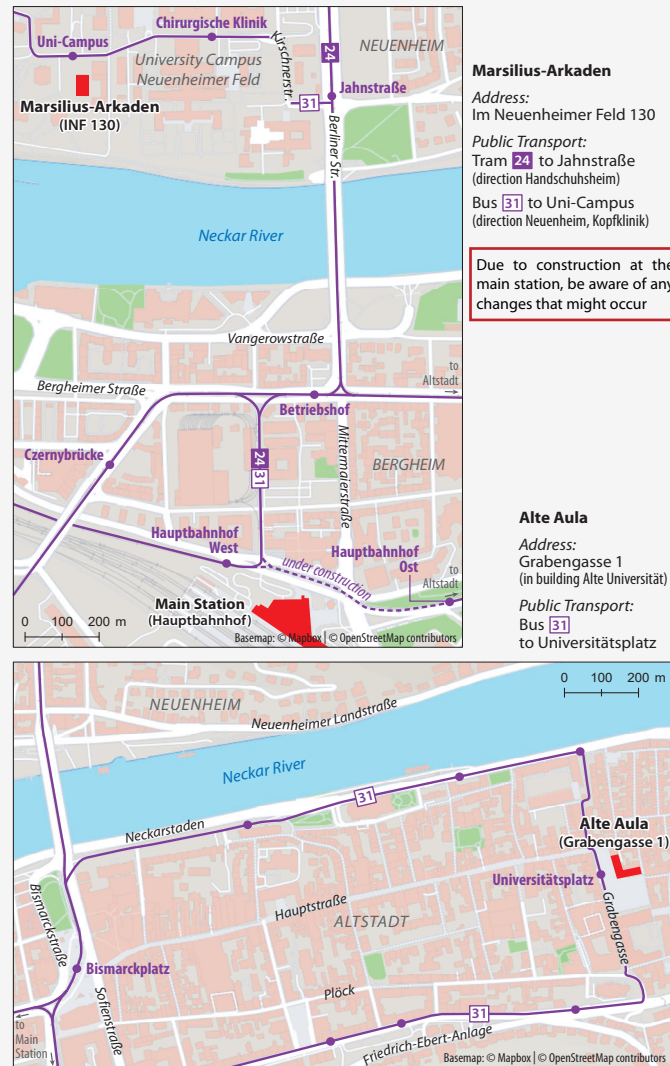 Chirurgische Klinik
Uni-Campus
University Campus
Neuenheimer Feld
Kirschnerstr.
24
NEUENHEIM
Marsilius-Arkaden
(INF 130)
31
Jahnstraße
Berliner Str.
Neckar River
Vangerowstraße
to
Altstadt
→
Bergheimer Straße
Betriebshof
Czernybrücke
24
31
Mittermaierstraße
BERGHEIM
Hauptbahnhof
West
under construction
Hauptbahnhof
Ost
to
Altstadt
→
Main Station
(Hauptbahnhof)
0 100 200 m
Basemap: © Mapbox | © OpenStreetMap contributors
Marsilius-Arkaden
Address:
Im Neuenheimer Feld 130
Public Transport:
Tram 24 to Jahnstraße
(direction Handschuhsheim)
Bus 31 to Uni-Campus
(direction Neuenheim, Kopfklinik)
Due to construction at the
main station, be aware of any
changes that might occur
Alte Aula
Address:
Grabengasse 1
(in building Alte Universität)
Public Transport:
Bus 31
to Universitätsplatz
0 100 200 m
NEUENHEIM
Neuenheimer Landstraße
Neckar River
31
Neckarstaden
Alte Aula
(Grabengasse 1)
Universitätsplatz
Bismarckstraße
Hauptstraße
ALTSTADT
Grabengasse
Bismarckplatz
Sofienstraße
Plöck
31
←
to
Main
Station
↓
Friedrich-Ebert-Anlage
Basemap: © Mapbox | © OpenStreetMap contributors